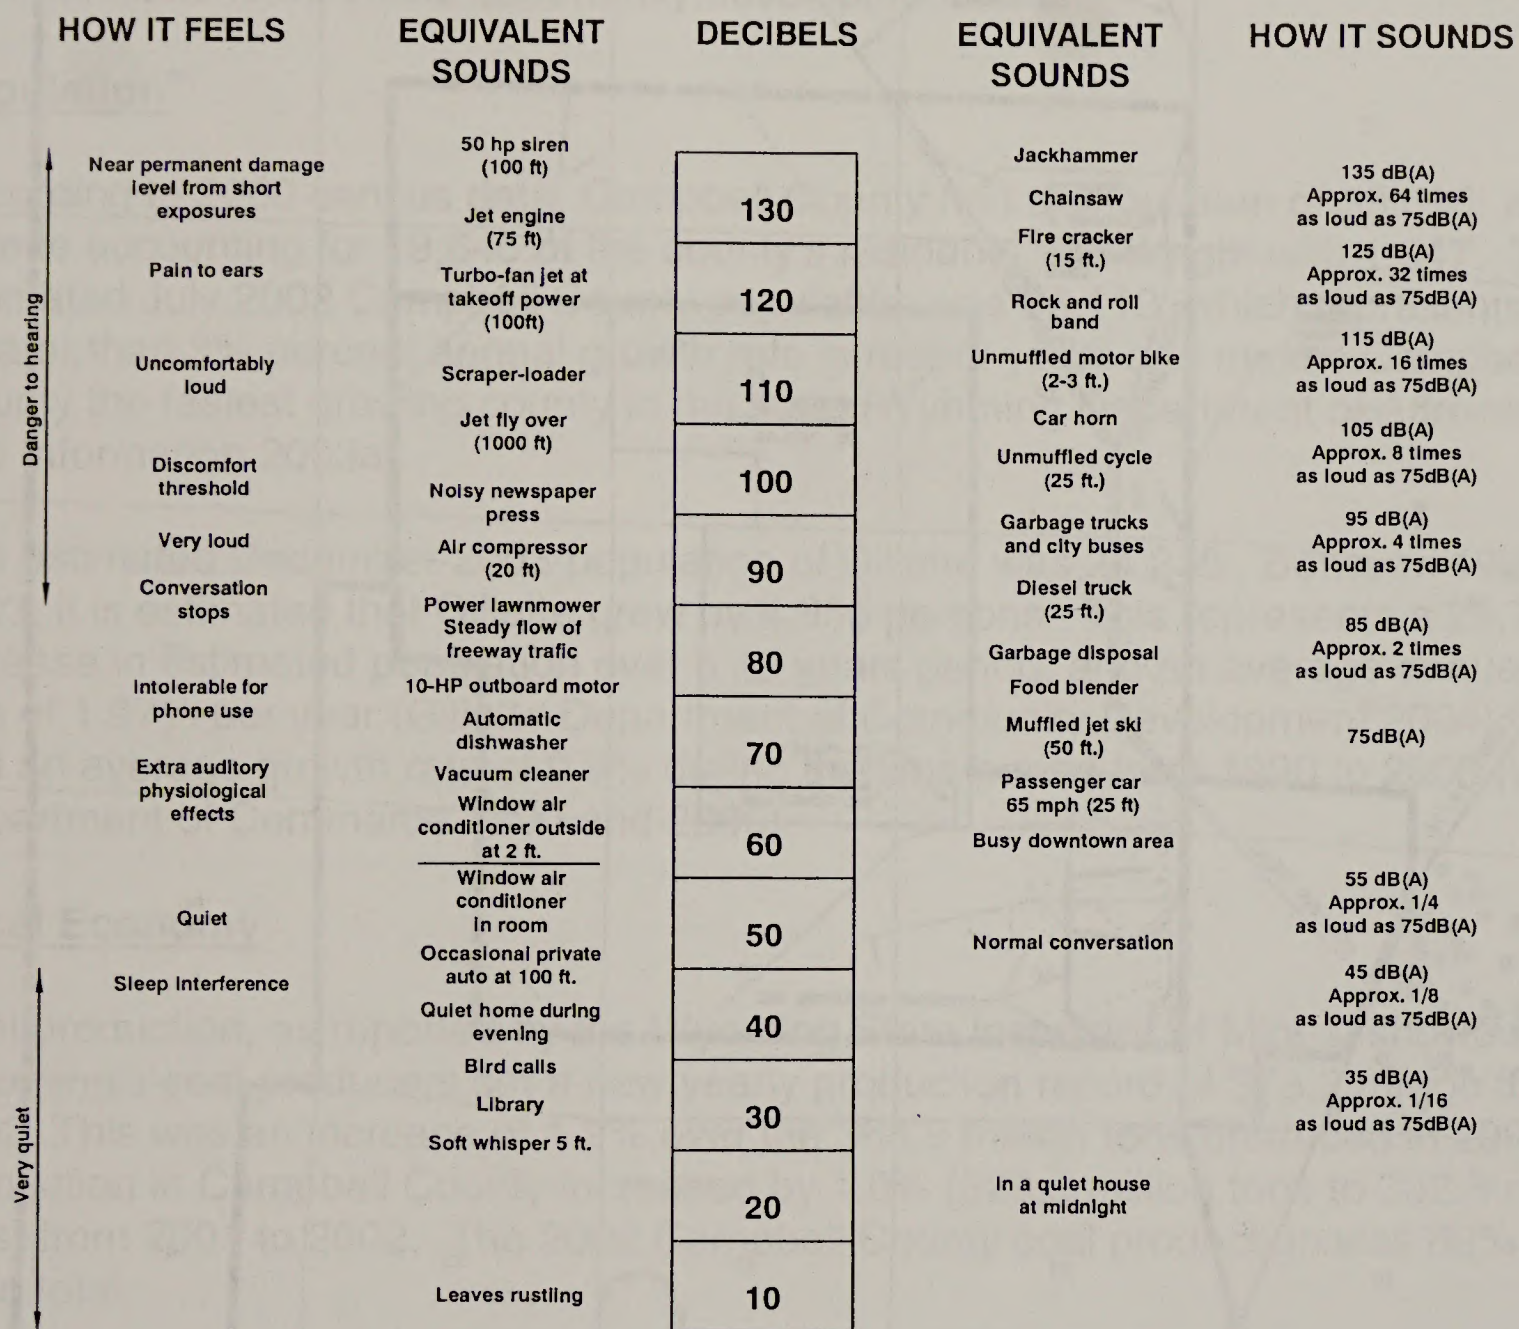 HOW IT FEELS
EQUIVALENT
SOUNDS
DECIBELS
EQUIVALENT
SOUNDS
HOW IT SOUNDS
Danger to hearing
Very quiet
Near permanent damage
level from short
exposures
Pain to ears
Uncomfortably
loud
Discomfort
threshold
Very loud
Conversation
stops
Intolerable for
phone use
Extra auditory
physiological
effects
Quiet
Sleep Interference
50 hp siren
(100 ft)
Jet engine
(75 ft)
Turbo-fan jet at
takeoff power
(100ft)
Scraper-loader
Jet fly over
(1000 ft)
Noisy newspaper
press
Air compressor
(20 ft)
Power lawnmower
Steady flow of
freeway trafic
10-HP outboard motor
Automatic
dishwasher
Vacuum cleaner
Window air
conditioner outside
at 2 ft.
Window air
conditioner
in room
Occasional private
auto at 100 ft.
Quiet home during
evening
Bird calls
Library
Soft whisper 5 ft.
Leaves rustling
130
120
110
100
90
80
70
60
50
40
30
20
10
Jackhammer
Chainsaw
Fire cracker
(15 ft.)
Rock and roll
band
Unmuffled motor bike
(2-3 ft.)
Car horn
Unmuffled cycle
(25 ft.)
Garbage trucks
and city buses
Diesel truck
(25 ft.)
Garbage disposal
Food blender
Muffled jet ski
(50 ft.)
Passenger car
65 mph (25 ft)
Busy downtown area
Normal conversation
In a quiet house
at midnight
135 dB(A)
Approx. 64 times
as loud as 75dB(A)
125 dB(A)
Approx. 32 times
as loud as 75dB(A)
115 dB(A)
Approx. 16 times
as loud as 75dB(A)
105 dB(A)
Approx. 8 times
as loud as 75dB(A)
95 dB(A)
Approx. 4 times
as loud as 75dB(A)
85 dB(A)
Approx. 2 times
as loud as 75dB(A)
75dB(A)
55 dB(A)
Approx. 1/4
as loud as 75dB(A)
45 dB(A)
Approx. 1/8
as loud as 75dB(A)
35 dB(A)
Approx. 1/16
as loud as 75dB(A)